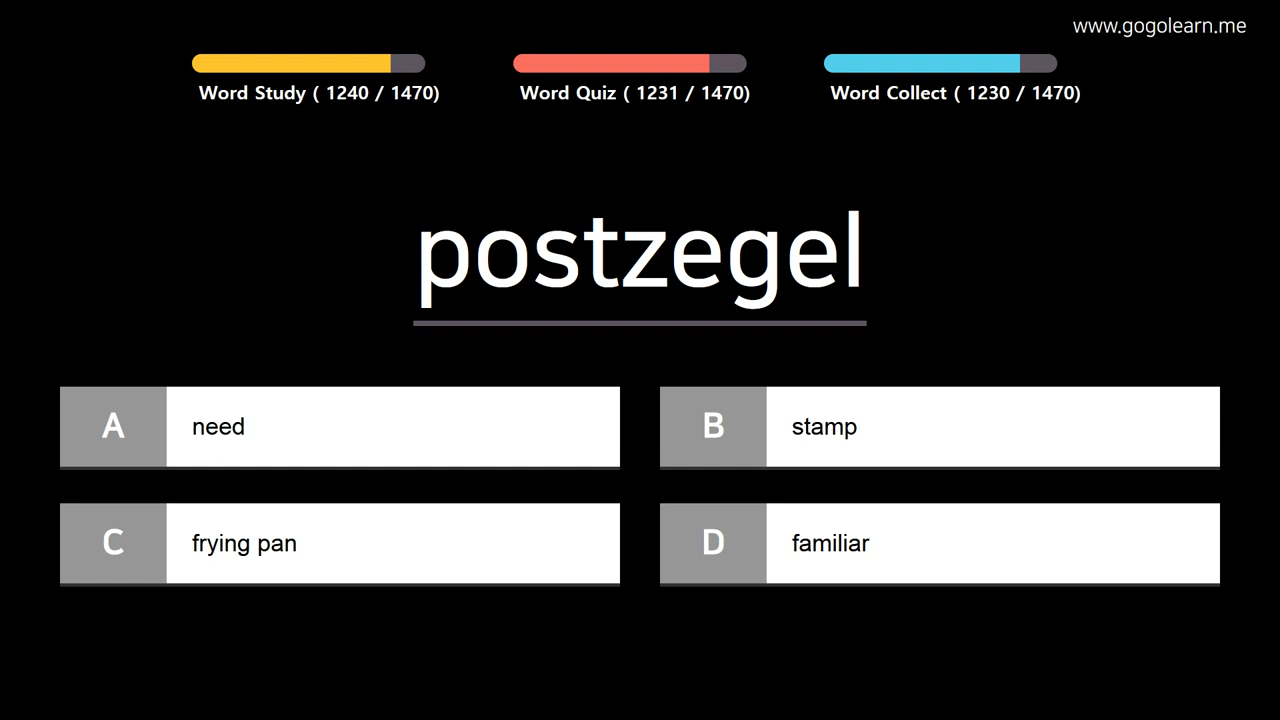 www.gogolearn.me
Word Study ( 1240 / 1470)
Word Quiz ( 1231 / 1470)
Word Collect ( 1230 / 1470)
postzegel
A need
B stamp
C frying pan
D familiar